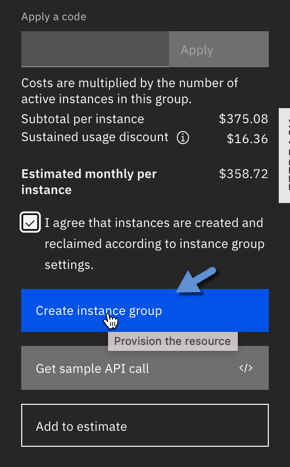 Apply a code
Apply
Costs are multiplied by the number of
active instances in this group.
Subtotal per instance $375.08
Sustained usage discount $16.36
Estimated monthly per $358.72
instance
I agree that instances are created and
reclaimed according to instance group
settings.
Create instance group
Provision the resource
Get sample API call </>
Add to estimate